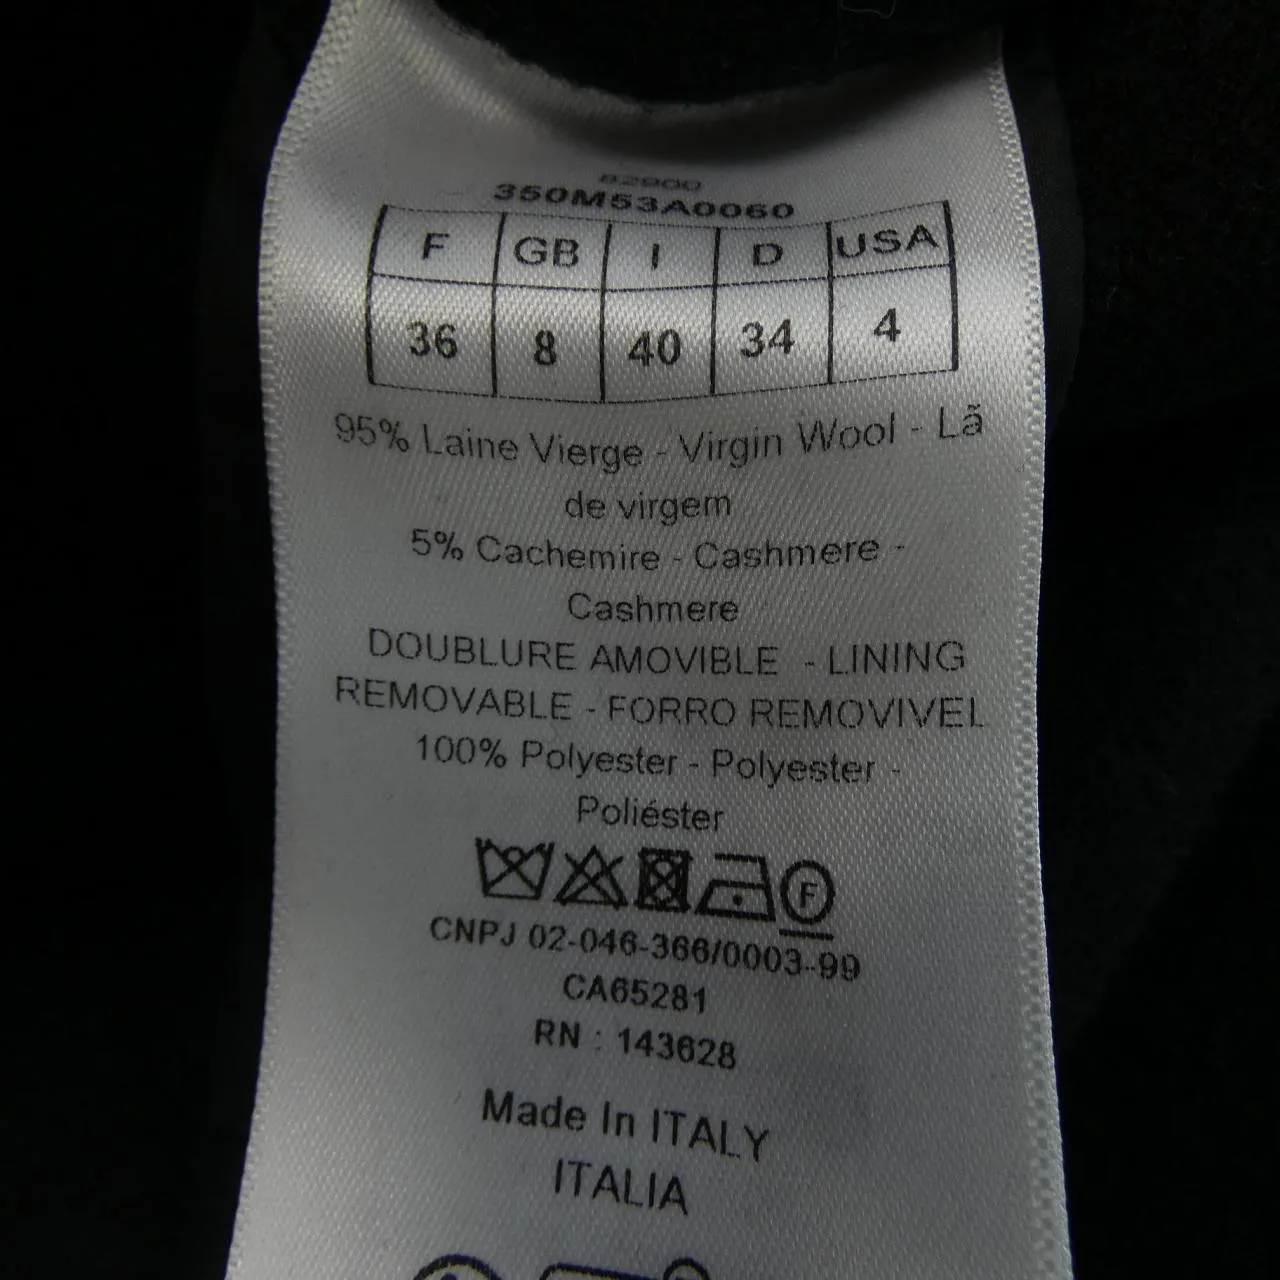 82900
350M53A0060
F GB I D USA
36 8 40 34 4
95% Laine Vierge - Virgin Wool - Lã
de virgem
5% Cachemire - Cashmere -
Cashmere
DOUBLURE AMOVIBLE - LINING
REMOVABLE - FORRO REMOVIVEL
100% Polyester - Polyester -
Poliéster
F
CNPJ 02-046-366/0003-99
CA65281
RN : 143628
Made In ITALY
ITALIA